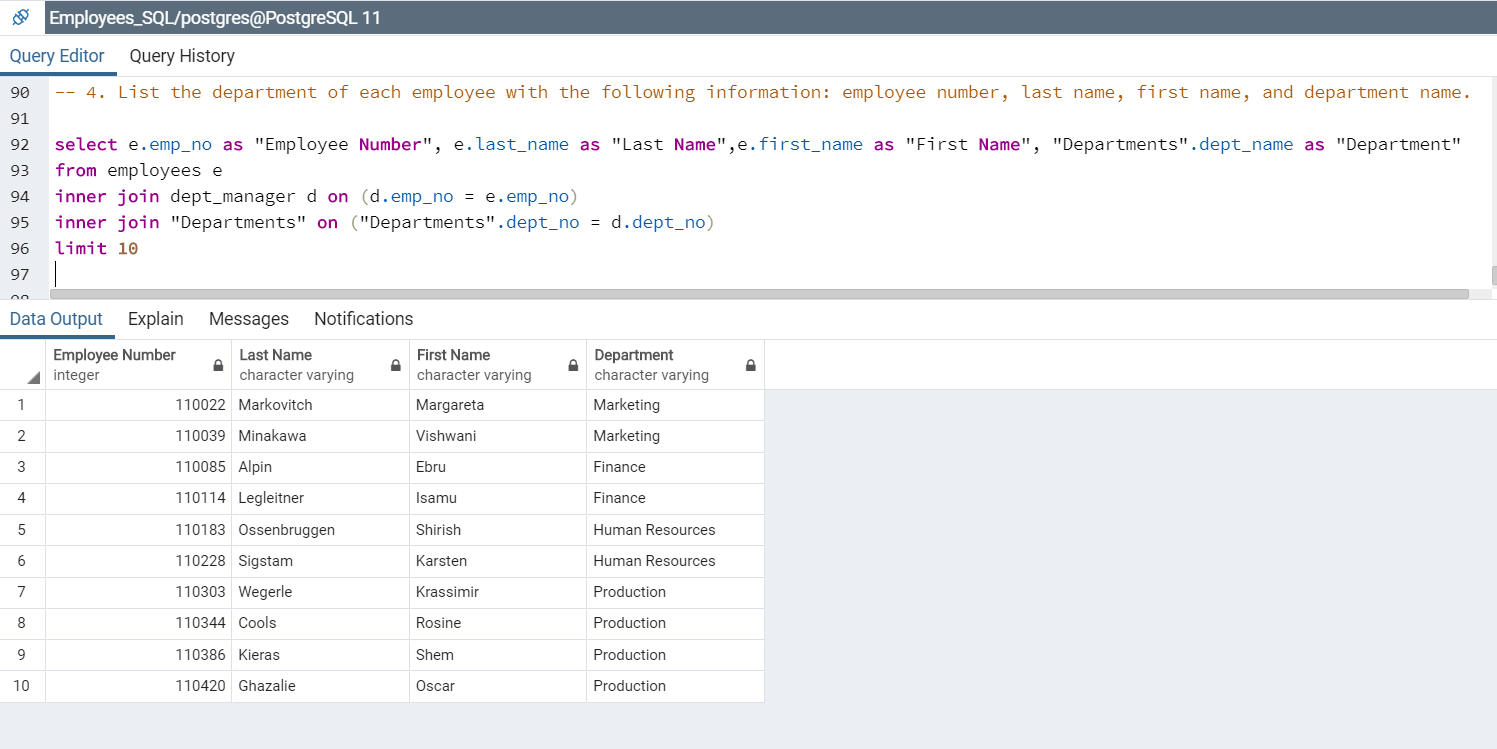 Employees_SQL/postgres@PostgreSQL 11
Query Editor Query History
90 -- 4. List the department of each employee with the following information: employee number, last name, first name, and department name.
91
92 select e.emp_no as "Employee Number", e.last_name as "Last Name",e.first_name as "First Name", "Departments".dept_name as "Department"
93 from employees e
94 inner join dept_manager d on (d.emp_no = e.emp_no)
95 inner join "Departments" on ("Departments".dept_no = d.dept_no)
96 limit 10
97
98
Data Output Explain Messages Notifications
Employee Number Last Name First Name Department
integer character varying character varying character varying
1 110022 Markovitch Margareta Marketing
2 110039 Minakawa Vishwani Marketing
3 110085 Alpin Ebru Finance
4 110114 Legleitner Isamu Finance
5 110183 Ossenbruggen Shirish Human Resources
6 110228 Sigstam Karsten Human Resources
7 110303 Wegerle Krassimir Production
8 110344 Cools Rosine Production
9 110386 Kieras Shem Production
10 110420 Ghazalie Oscar Production